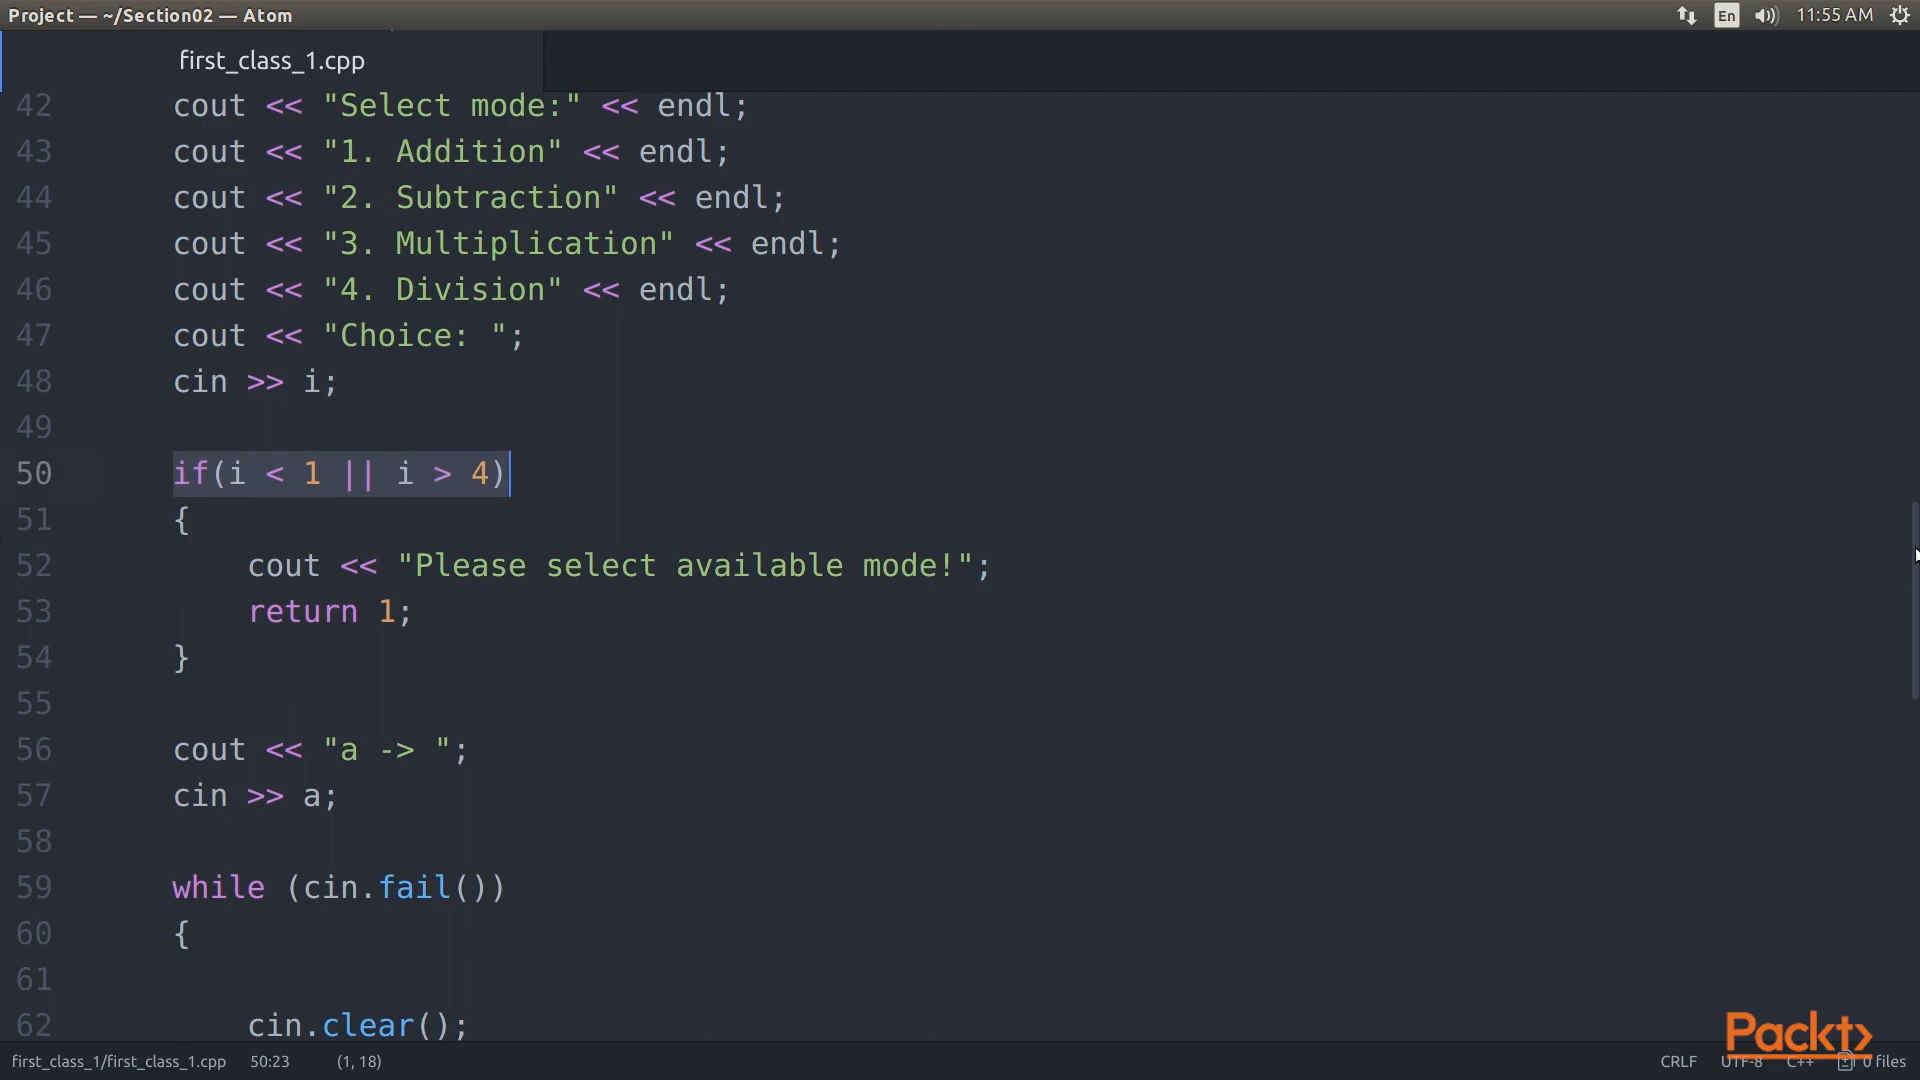 Project — ~/Section02 — Atom
En
11:55 AM
first_class_1.cpp
42 cout << "Select mode:" << endl;
43 cout << "1. Addition" << endl;
44 cout << "2. Subtraction" << endl;
45 cout << "3. Multiplication" << endl;
46 cout << "4. Division" << endl;
47 cout << "Choice: ";
48 cin >> i;
49
50 if(i < 1 || i > 4)
51 {
52 cout << "Please select available mode!";
53 return 1;
54 }
55
56 cout << "a -> ";
57 cin >> a;
58
59 while (cin.fail())
60 {
61
62 cin.clear();
Packt>
first_class_1/first_class_1.cpp 50:23 (1, 18) CRLF UTF-8 C++ 0 files